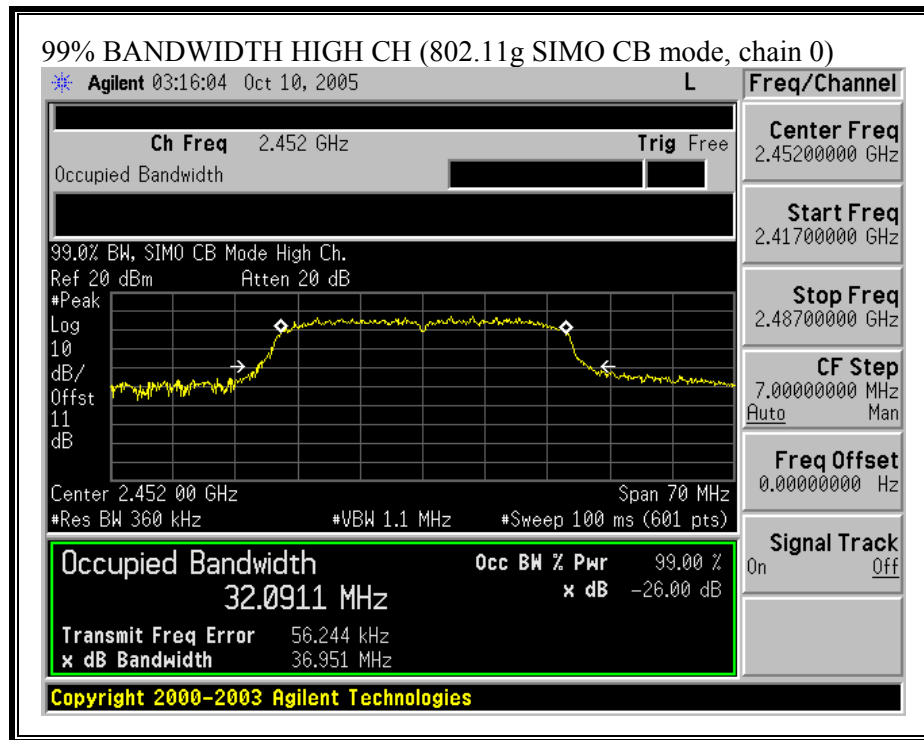 99% BANDWIDTH HIGH CH (802.11g SIMO CB mode, chain 0)
Agilent 03:16:04 Oct 10, 2005 L Freq/Channel
Ch Freq 2.452 GHz Trig Free
Occupied Bandwidth
Center Freq
2.45200000 GHz
Start Freq
2.41700000 GHz
Stop Freq
2.48700000 GHz
CF Step
7.00000000 MHz
Auto Man
Freq Offset
0.00000000 Hz
Signal Track
On Off
99.0% BW, SIMO CB Mode High Ch.
Ref 20 dBm Atten 20 dB
#Peak
Log
10
dB/
Offst
11
dB
Center 2.452 00 GHz Span 70 MHz
#Res BW 360 kHz #VBW 1.1 MHz #Sweep 100 ms (601 pts)
Occupied Bandwidth Occ BW % Pwr 99.00 %
32.0911 MHz x dB -26.00 dB
Transmit Freq Error 56.244 kHz
x dB Bandwidth 36.951 MHz
Copyright 2000-2003 Agilent Technologies